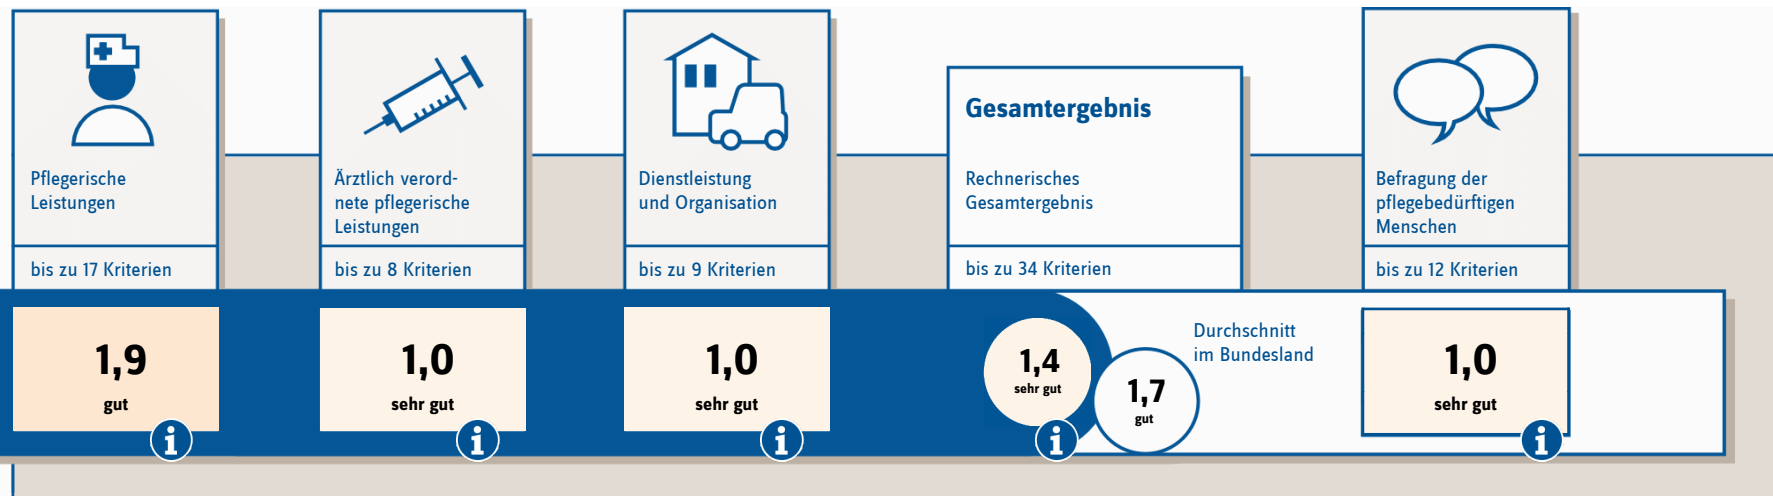 Pflegerische
Leistungen
bis zu 17 Kriterien
1,9
gut
i
Ärztlich verord-
nete pflegerische
Leistungen
bis zu 8 Kriterien
1,0
sehr gut
i
Dienstleistung
und Organisation
bis zu 9 Kriterien
1,0
sehr gut
i
Gesamtergebnis
Rechnerisches
Gesamtergebnis
bis zu 34 Kriterien
1,4
sehr gut
i
1,7
gut
Durchschnitt
im Bundesland
Befragung der
pflegebedürftigen
Menschen
bis zu 12 Kriterien
1,0
sehr gut
i